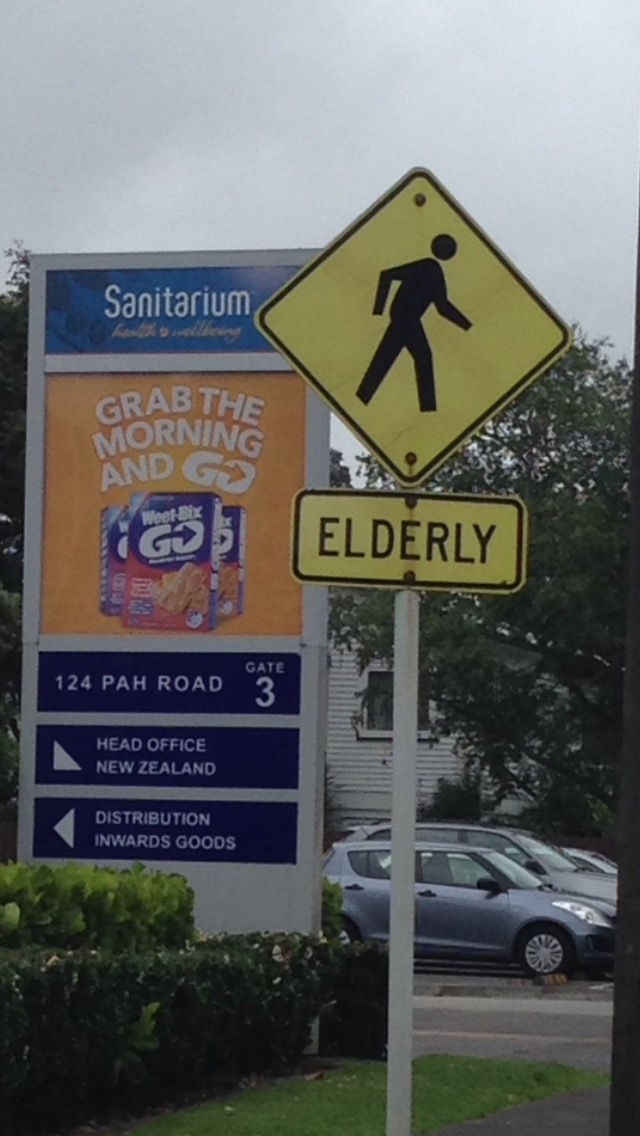 Sanitarium
health & wellbeing
GRAB THE
MORNING
AND GO
Weet-Bix
GO
124 PAH ROAD
GATE
3
HEAD OFFICE
NEW ZEALAND
DISTRIBUTION
INWARDS GOODS
ELDERLY